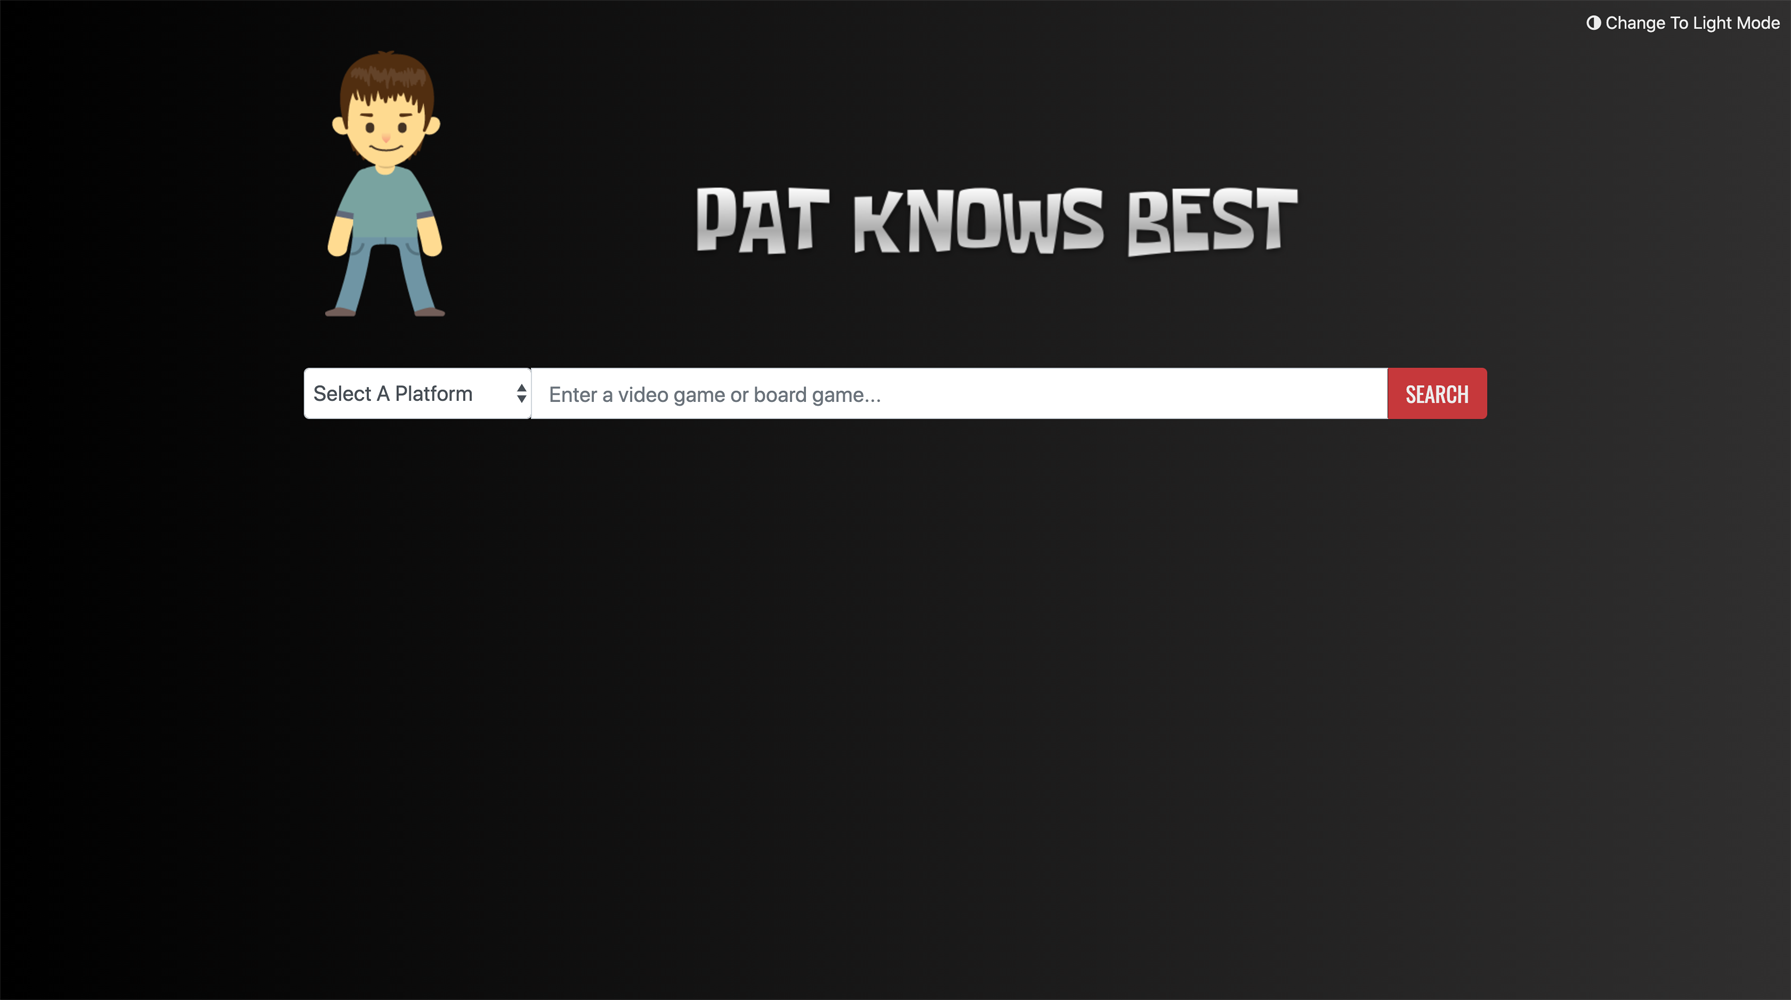 Change To Light Mode
PAT KNOWS BEST
Select A Platform
Enter a video game or board game...
SEARCH